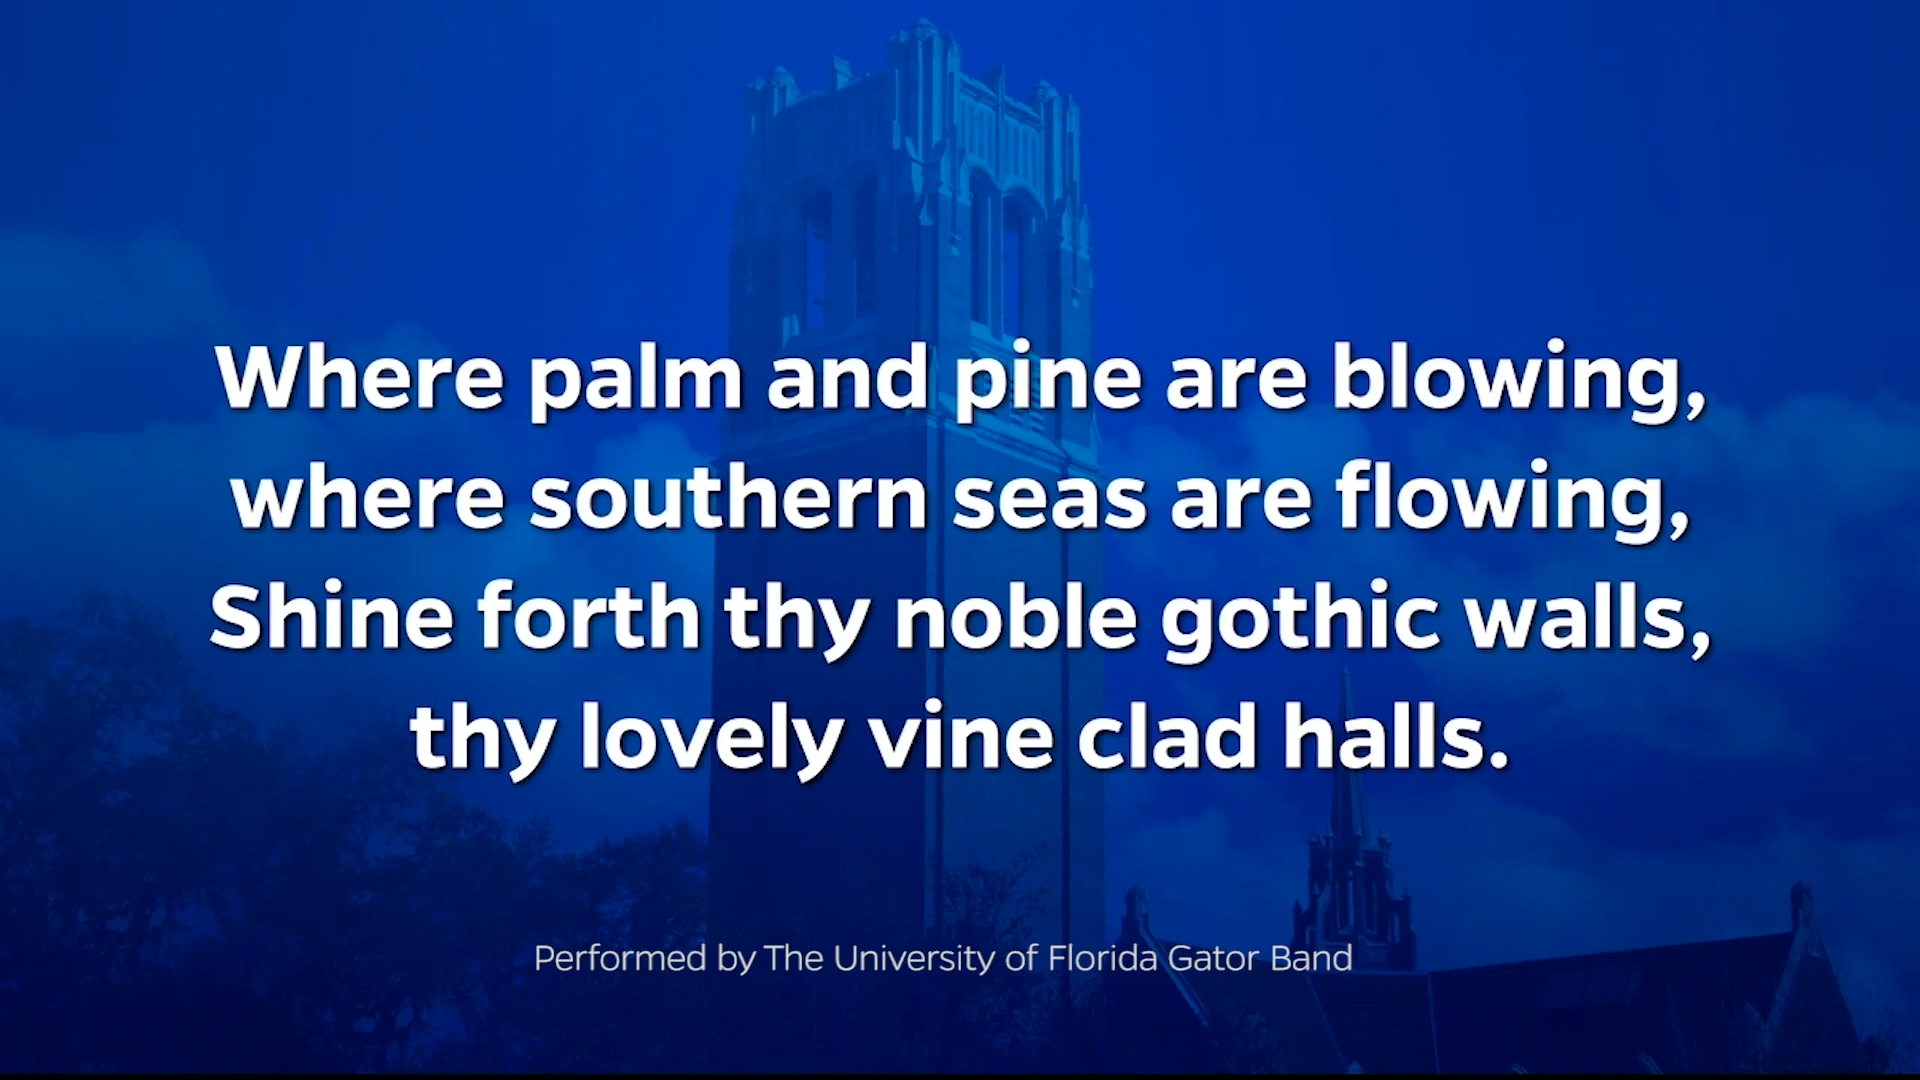 Where palm and pine are blowing,
where southern seas are flowing,
Shine forth thy noble gothic walls,
thy lovely vine clad halls.
Performed by The University of Florida Gator Band